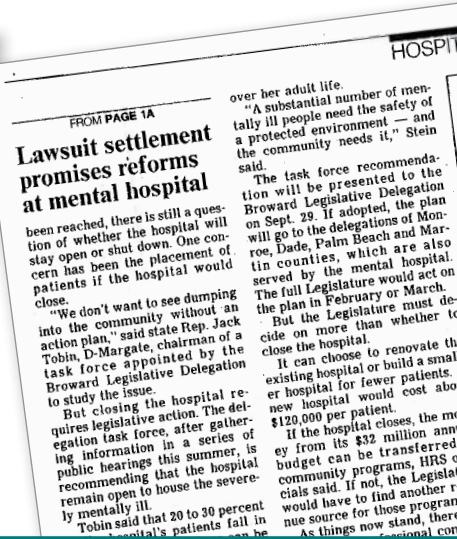 HOSPIT
FROM PAGE 1A
Lawsuit settlement
promises reforms
at mental hospital
been reached, there is still a ques-
tion of whether the hospital will
stay open or shut down. One con-
cern has been the placement of
patients if the hospital would
close.
"We don't want to see dumping
into the community without an
action plan," said state Rep. Jack
Tobin, D-Margate, chairman of a
task force appointed by the
Broward Legislative Delegation
to study the issue.
But closing the hospital re-
quires legislative action. The del-
egation task force, after gather-
ing information in a series of
public hearings this summer, is
recommending that the hospital
remain open to house the severe-
ly mentally ill.
Tobin said that 20 to 30 percent
hospital's patients fall in
can be
over her adult life.
"A substantial number of men-
tally ill people need the safety of
a protected environment — and
the community needs it," Stein
said.
The task force recommenda-
tion will be presented to the
Broward Legislative Delegation
on Sept. 29. If adopted, the plan
will go to the delegations of Mon-
roe, Dade, Palm Beach and Mar-
tin counties, which are also
served by the mental hospital.
The full Legislature would act on
the plan in February or March.
But the Legislature must de-
cide on more than whether to
close the hospital.
It can choose to renovate th
existing hospital or build a smal
er hospital for fewer patients.
new hospital would cost abo
$120,000 per patient.
If the hospital closes, the mo
ey from its $32 million ann
budget can be transferred
community programs, HRS o
cials said. If not, the Legislat
would have to find another r
nue source for those program
As things now stand, there